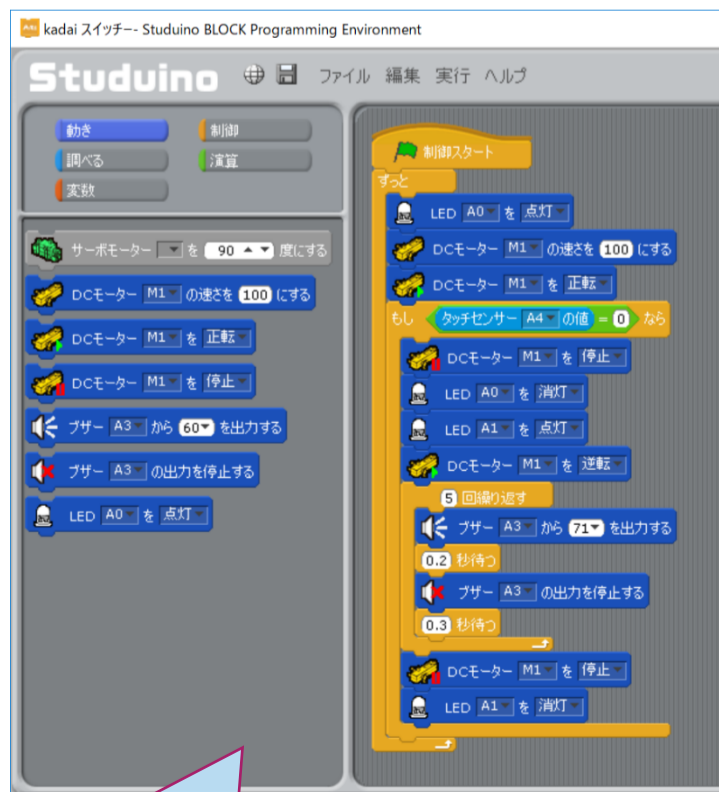 kadai スイッチー- Studuino BLOCK Programming Environment
Studuino ファイル 編集 実行 ヘルプ
動き 制御
調べる 演算
変数
サーボモーター を 90 度にする
DCモーター M1 の速さを 100 にする
DCモーター M1 を 正転
DCモーター M1 を 停止
ブザー A3 から 60 を出力する
ブザー A3 の出力を停止する
LED A0 を 点灯
制御スタート
ずっと
LED A0 を 点灯
DCモーター M1 の速さを 100 にする
DCモーター M1 を 正転
もし タッチセンサー A4 の値 = 0 なら
DCモーター M1 を 停止
LED A0 を 消灯
LED A1 を 点灯
DCモーター M1 を 逆転
5 回繰り返す
ブザー A3 から 71 を出力する
0.2 秒待つ
ブザー A3 の出力を停止する
0.3 秒待つ
DCモーター M1 を 停止
LED A1 を 消灯